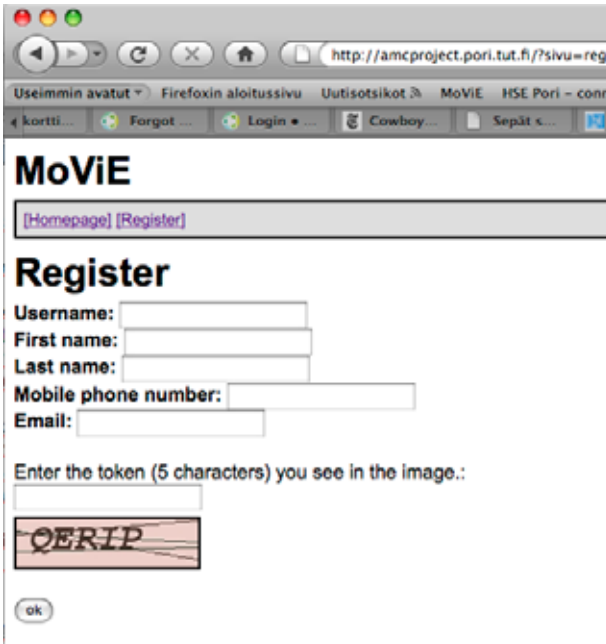 http://amcproject.pori.tut.fi/?sivu=reg
Useimmin avatut Firefoxin aloitussivu Uutisotsikot MoViE HSE Pori – conn
kortti... Forgot ... Login • ... Cowboy... Sepät s...
MoViE
[Homepage] [Register]
Register
Username:
First name:
Last name:
Mobile phone number:
Email:
Enter the token (5 characters) you see in the image.:
QERIP
ok